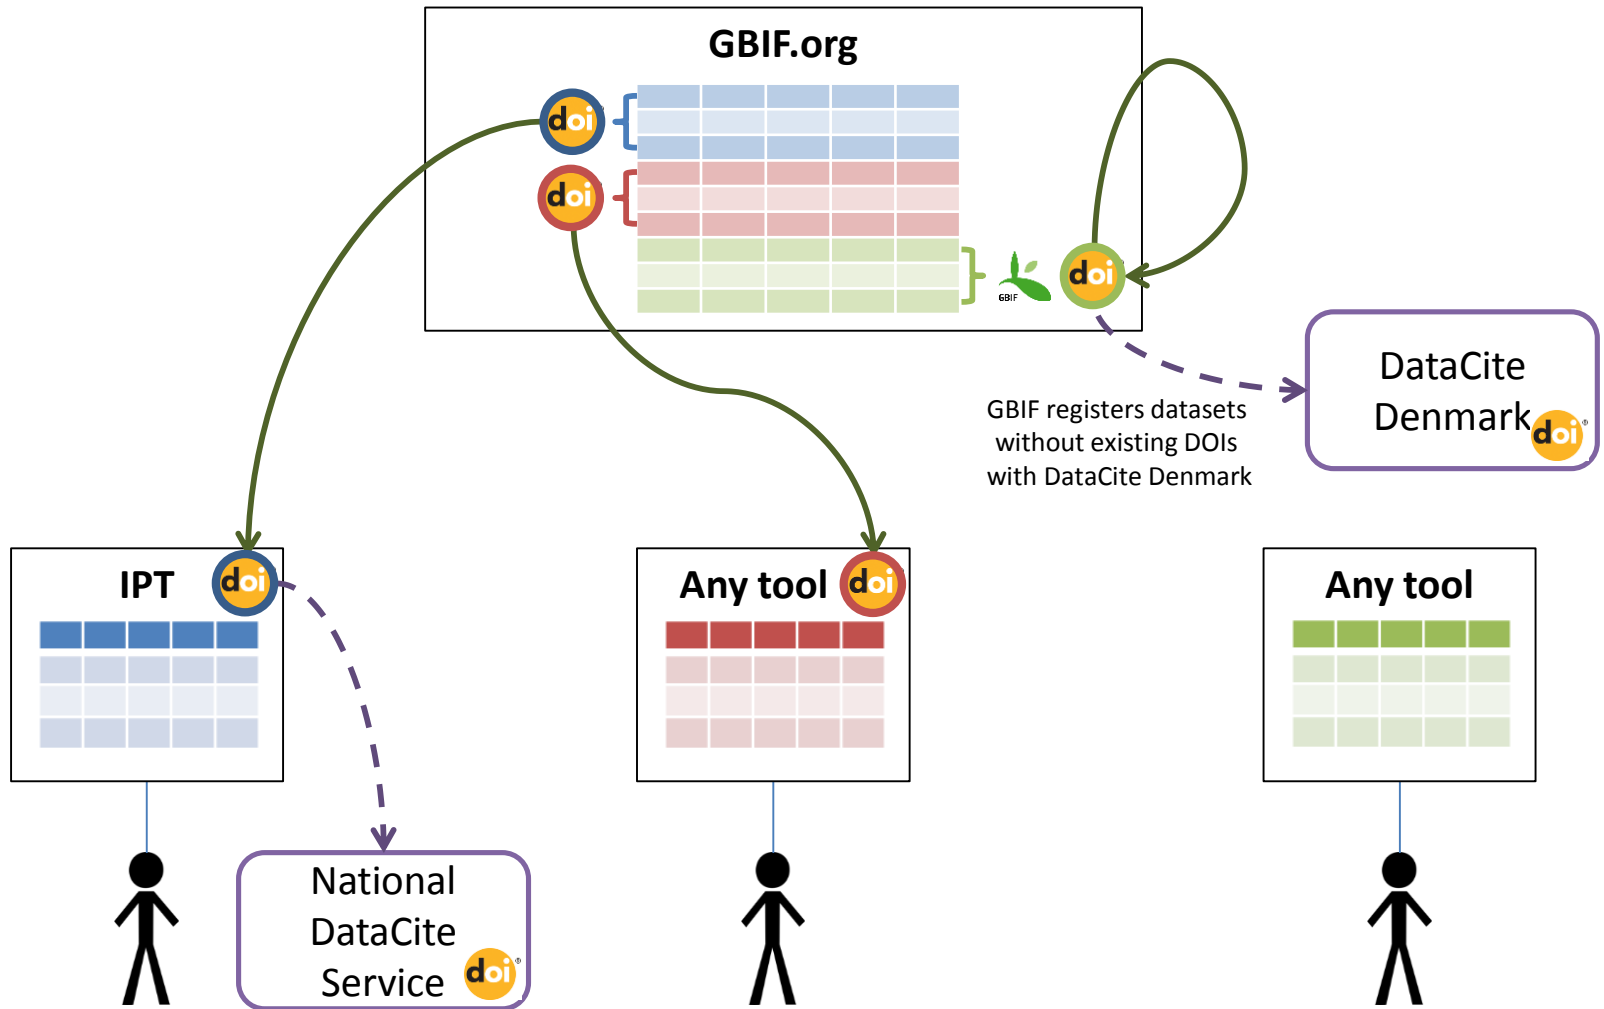 GBIF.org
doi
doi
GBIF
doi
DataCite
Denmark
doi®
GBIF registers datasets
without existing DOIs
with DataCite Denmark
IPT
doi
Any tool
doi
Any tool
National
DataCite
Service
doi®